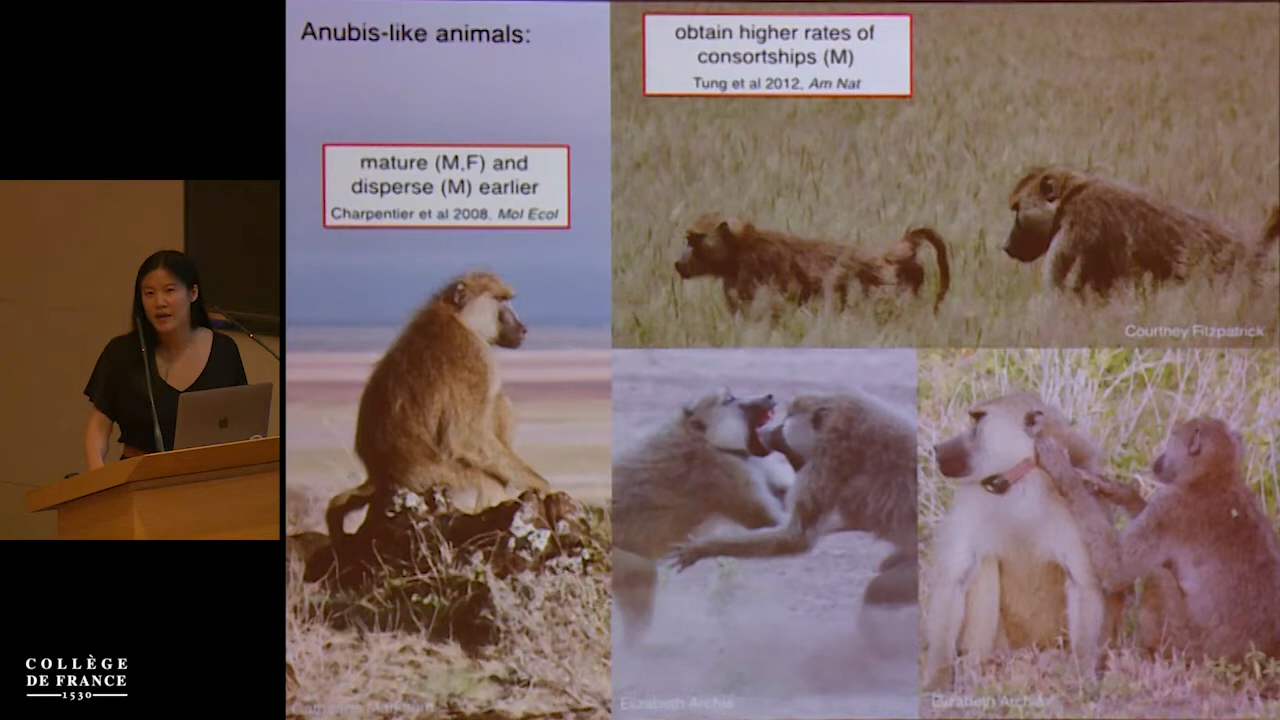 Anubis-like animals:
mature (M,F) and
disperse (M) earlier
Charpentier et al 2008, Mol Ecol
obtain higher rates of
consortships (M)
Tung et al 2012, Am Nat
Courtney Fitzpatrick
Elizabeth Archie
Elizabeth Archie
COLLÈGE
DE FRANCE
1530